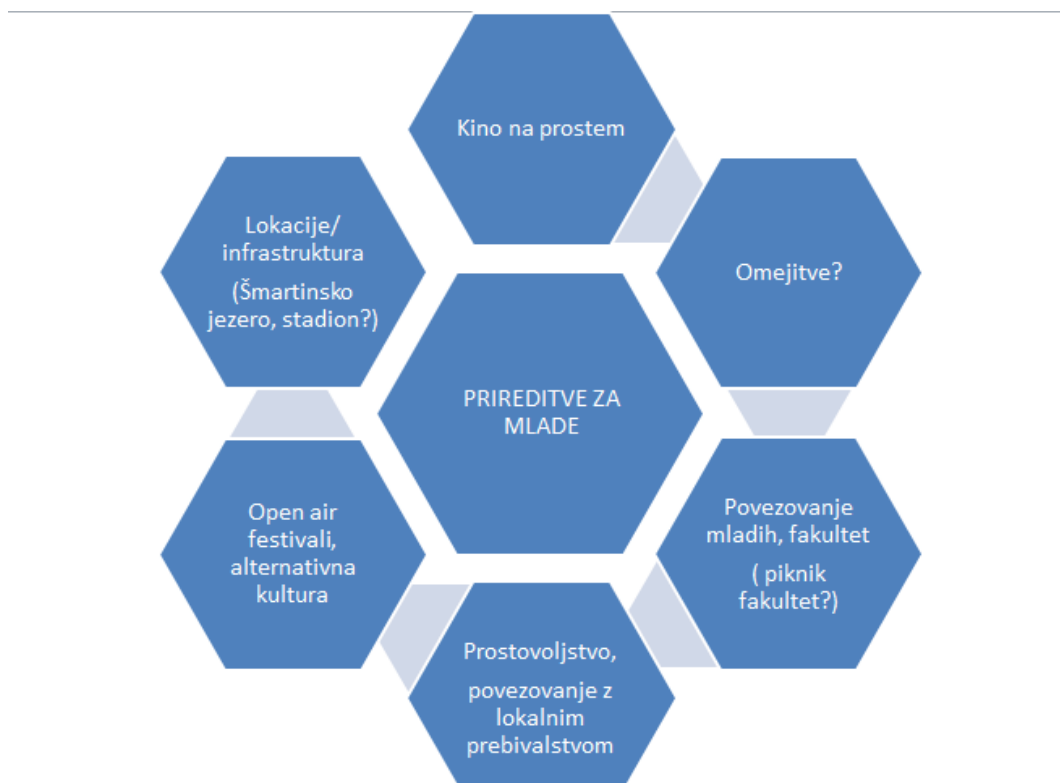 Kino na prostem
Lokacije/
infrastruktura
(Šmartinsko
jezero, stadion?)
Omejitve?
PRIREDITVE ZA
MLADE
Open air
festivali,
alternativna
kultura
Povezovanje
mladih, fakultet
( piknik
fakultet?)
Prostovoljstvo,
povezovanje z
lokalnim
prebivalstvom